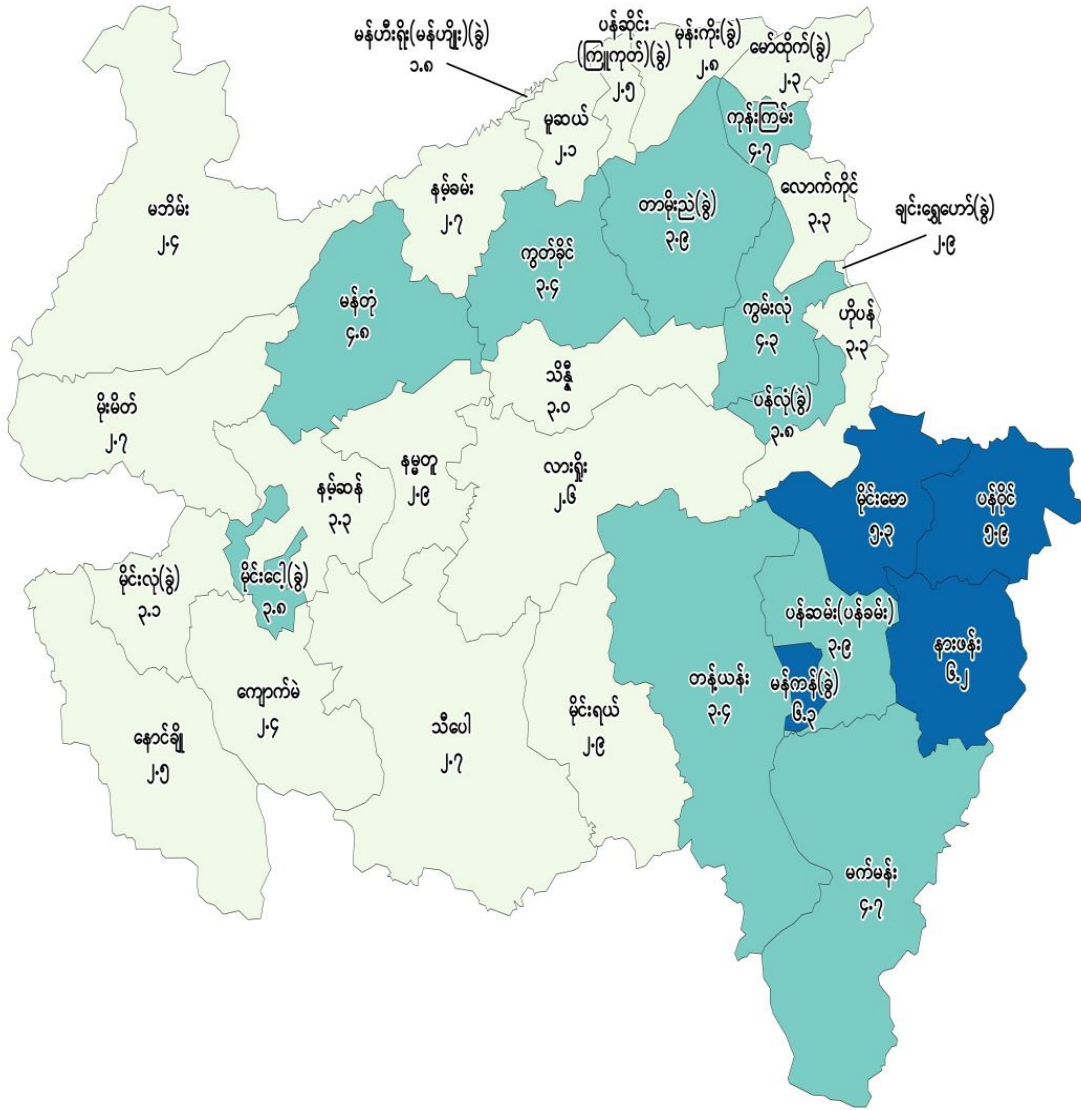 မန်ဟီးရိုး(မန်ဟျိုး)(ခွဲ)
၁.၈
ပန်ဆိုင်း
(ကြူကုတ်)(ခွဲ)
၂.၅
မုန်းကိုး(ခွဲ)
၂.၈
မော်ထိုက်(ခွဲ)
၂.၃
မူဆယ်
၂.၁
ကုန်းကြမ်း
၄.၇
နမ့်ခမ်း
၂.၇
လောက်ကိုင်
၃.၃
မဘိမ်း
၂.၄
တာမိုးညဲ(ခွဲ)
၃.၉
ချင်းရွှေဟော်(ခွဲ)
၂.၉
ကွတ်ခိုင်
၃.၄
မန်တုံ
၄.၈
ကွမ်းလုံ
၄.၃
ဟိုပန်
၃.၃
သိန္နီ
၃.၀
ပန်လုံ(ခွဲ)
၃.၈
မိုးမိတ်
၂.၇
နမ္မတူ
၂.၉
လားရှိုး
၂.၆
နမ့်ဆန်
၃.၃
မိုင်းမော
၅.၃
ပန်ဝိုင်
၅.၉
မိုင်းလုံ(ခွဲ)
၃.၁
မိုင်းငေါ့(ခွဲ)
၃.၈
ပန်ဆမ်း(ပန်ခမ်း)
၃.၉
နားဖန်း
၆.၂
ကျောက်မဲ
၂.၄
တန့်ယန်း
၃.၄
မန်ကန်(ခွဲ)
၆.၃
နောင်ချို
၂.၅
သီပေါ
၂.၇
မိုင်းရယ်
၂.၉
မက်မန်း
၄.၇